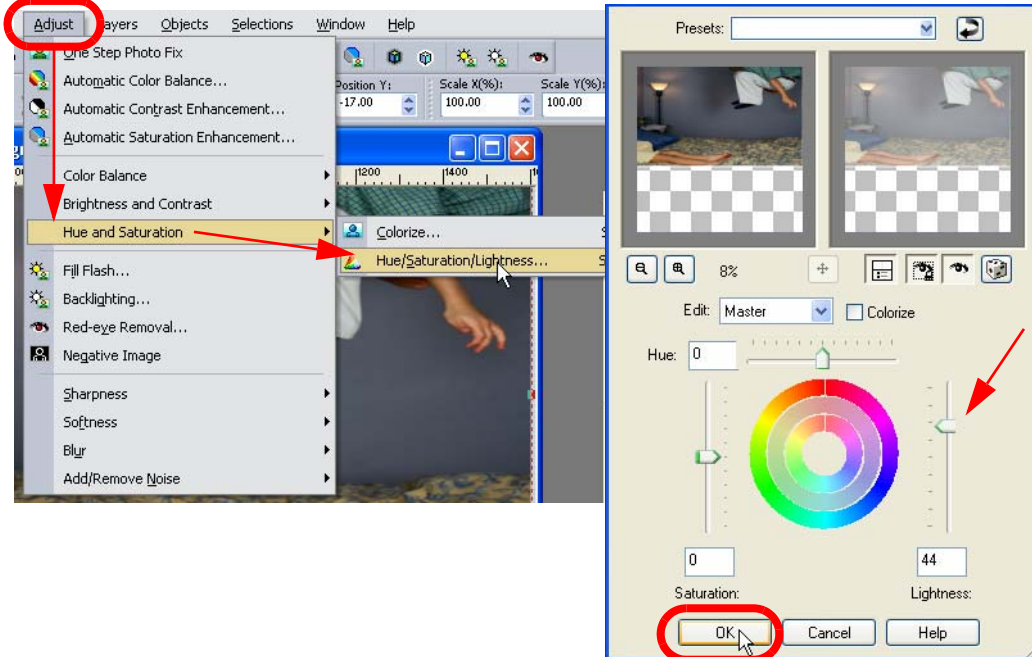 Adjust Layers Objects Selections Window Help
One Step Photo Fix
Automatic Color Balance...
Automatic Contrast Enhancement...
Automatic Saturation Enhancement...
Color Balance
Brightness and Contrast
Hue and Saturation
Fill Flash...
Backlighting...
Red-eye Removal...
Negative Image
Sharpness
Softness
Blur
Add/Remove Noise
Position Y: Scale X(%): Scale Y(%):
-17.00 100.00 100.00
1200 1400
Colorize...
Hue/Saturation/Lightness...
Presets:
8%
Edit: Master Colorize
Hue: 0
0 44
Saturation: Lightness:
OK Cancel Help